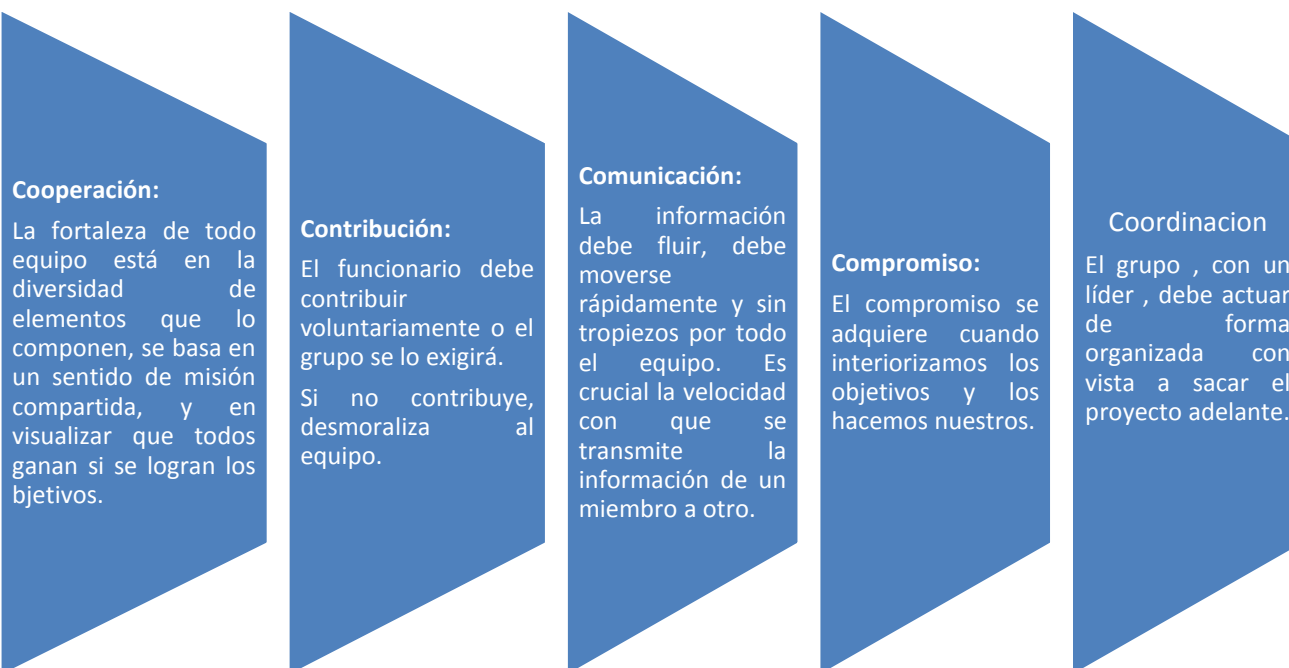 Cooperación:
La fortaleza de todo
equipo está en la
diversidad de
elementos que lo
componen, se basa en
un sentido de misión
compartida, y en
visualizar que todos
ganan si se logran los
bjetivos.
Contribución:
El funcionario debe
contribuir
voluntariamente o el
grupo se lo exigirá.
Si no contribuye,
desmoraliza al
equipo.
Comunicación:
La información
debe fluir, debe
moverse
rápidamente y sin
tropiezos por todo
el equipo. Es
crucial la velocidad
con que se
transmite la
información de un
miembro a otro.
Compromiso:
El compromiso se
adquiere cuando
interiorizamos los
objetivos y los
hacemos nuestros.
Coordinacion
El grupo , con un
líder , debe actuar
de forma
organizada con
vista a sacar el
proyecto adelante.